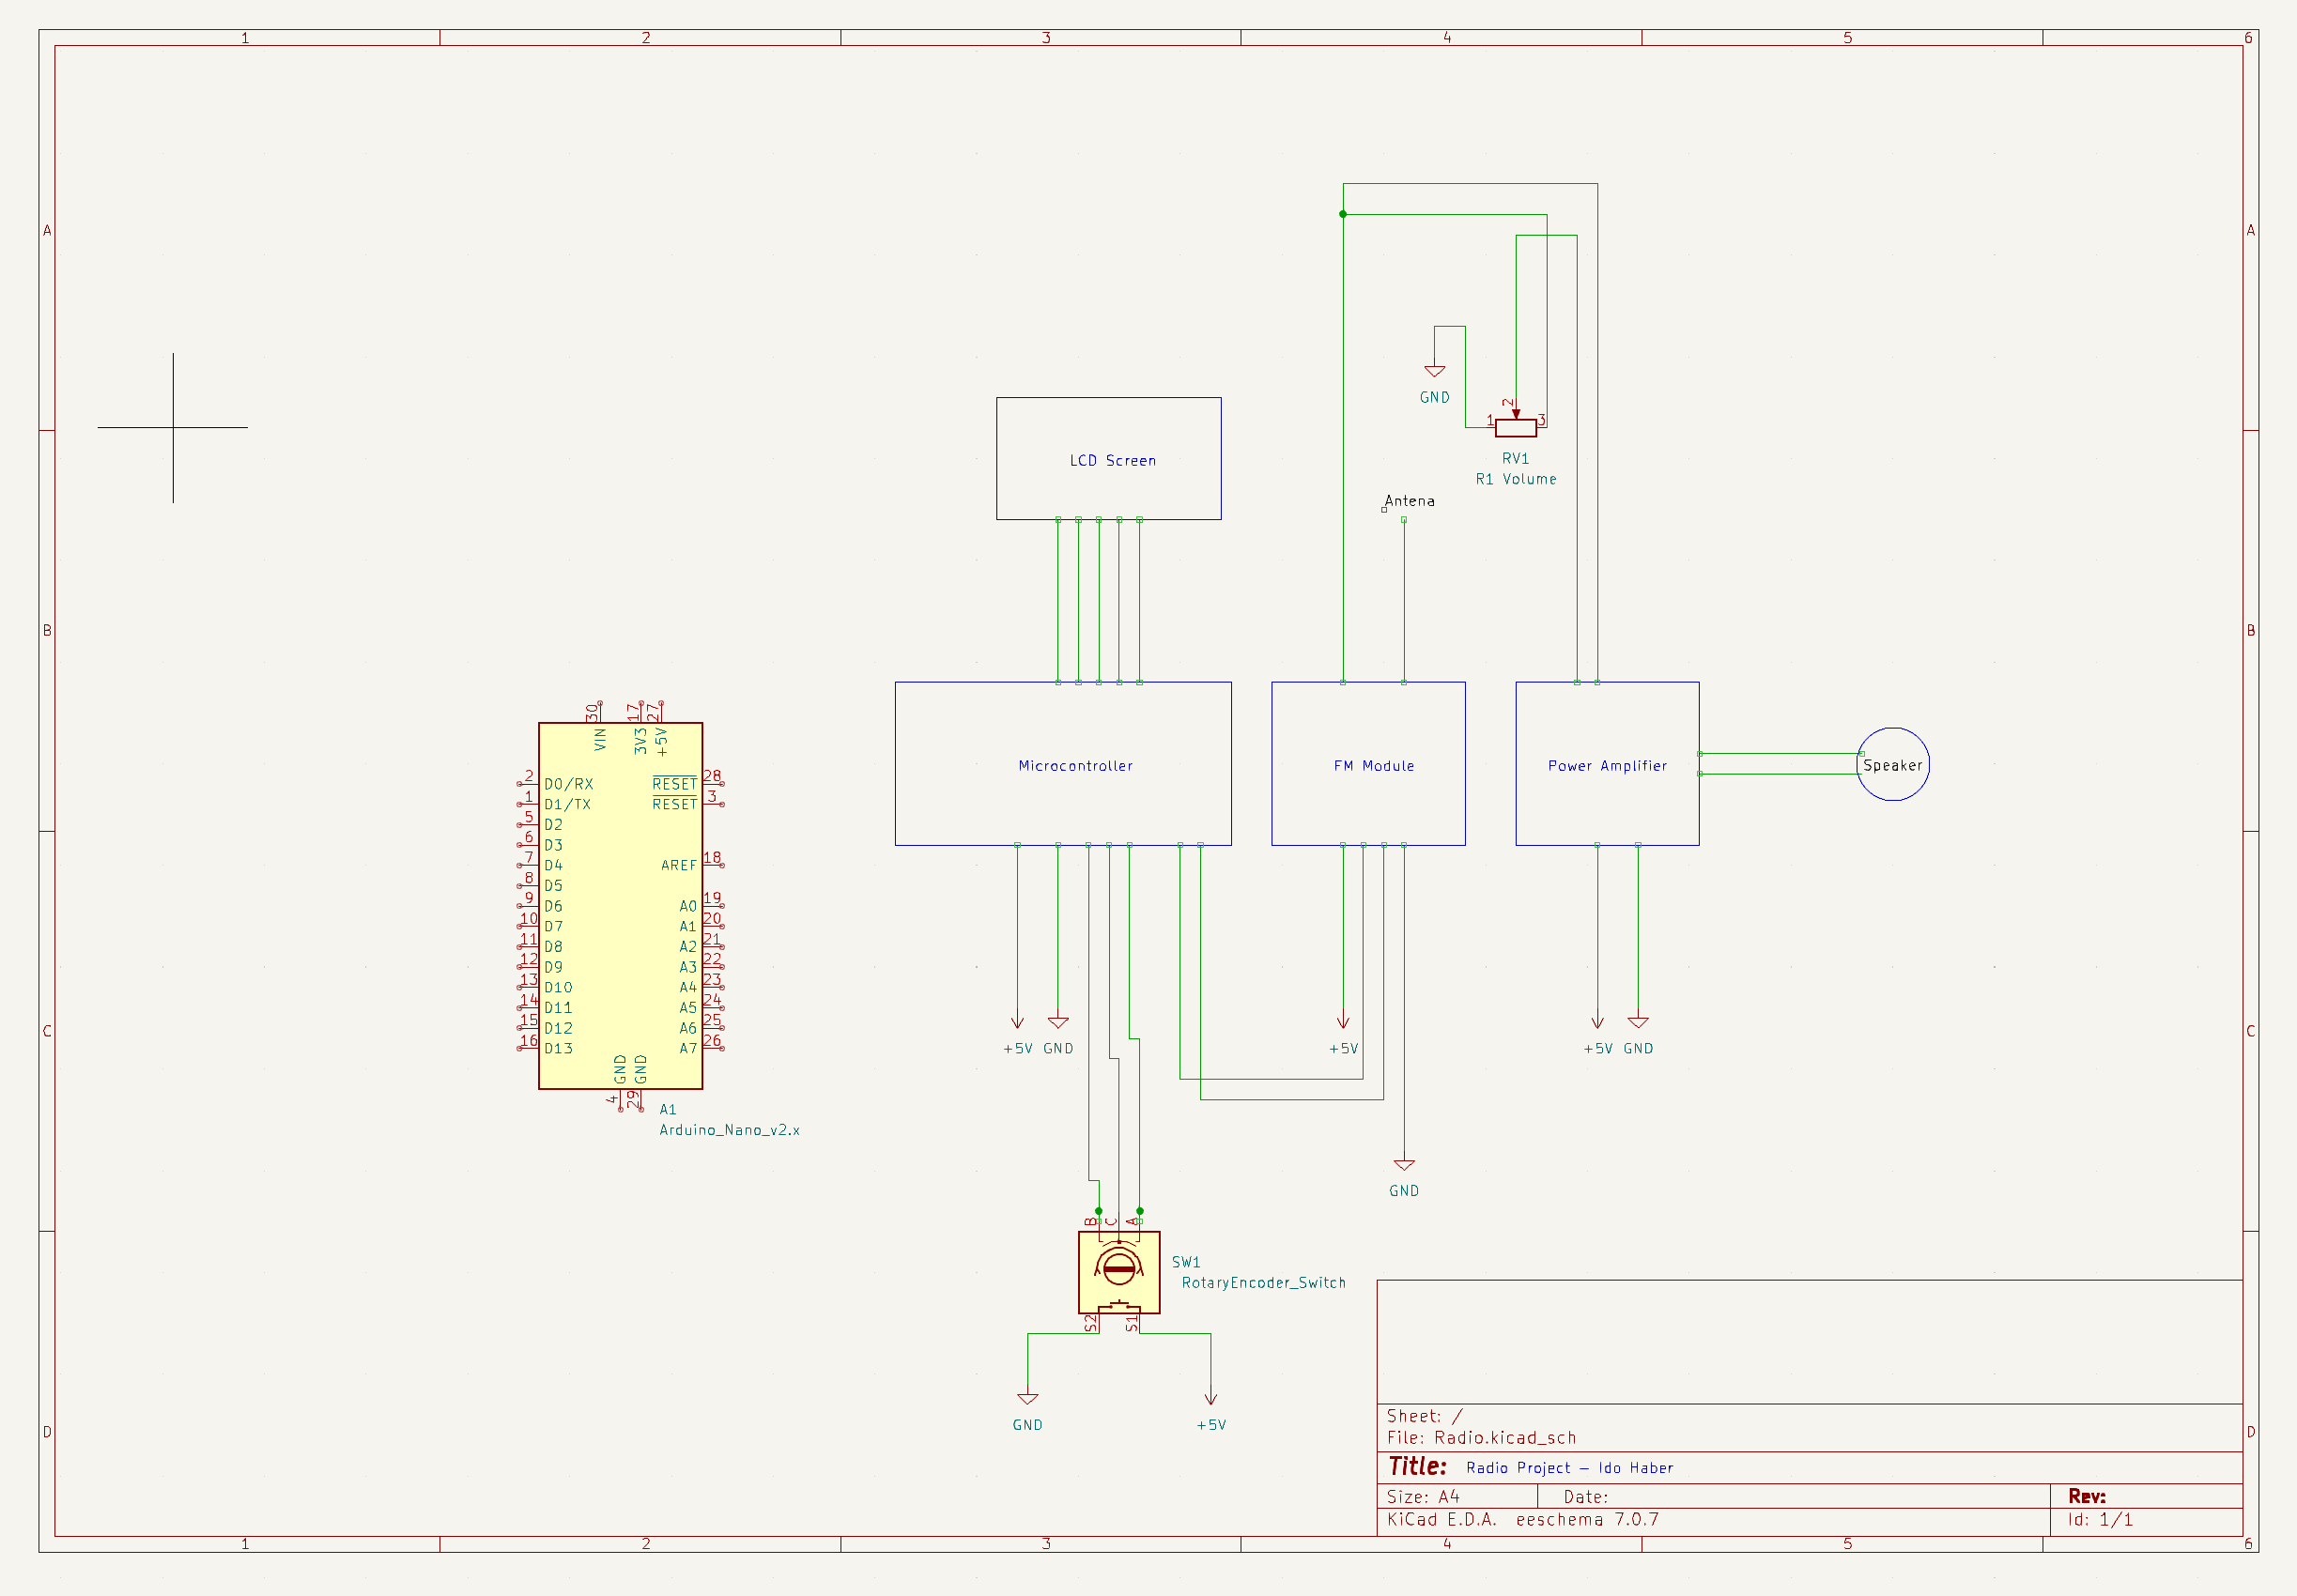 1 2 3 4 5 6
A A
GND
2
1 3
RV1
R1 Volume
LCD Screen
Antena
B B
30 17 27
VIN 3V3 +5V
Microcontroller
FM Module
Power Amplifier
Speaker
2 D0/RX RESET 28
1 D1/TX RESET 3
5 D2
6 D3
7 D4 AREF 18
8 D5
9 D6 A0 19
10 D7 A1 20
11 D8 A2 21
12 D9 A3 22
13 D10 A4 23
14 D11 A5 24
15 D12 A6 25
16 D13 A7 26
GND GND
4 29
A1
Arduino_Nano_v2.x
C C
+5V GND
+5V
+5V GND
GND
B C A
SW1
RotaryEncoder_Switch
S2 S1
GND
+5V
D D
Sheet: /
File: Radio.kicad_sch
Title: Radio Project – Ido Haber
Size: A4 Date: Rev:
KiCad E.D.A. eeschema 7.0.7 Id: 1/1
1 2 3 4 5 6